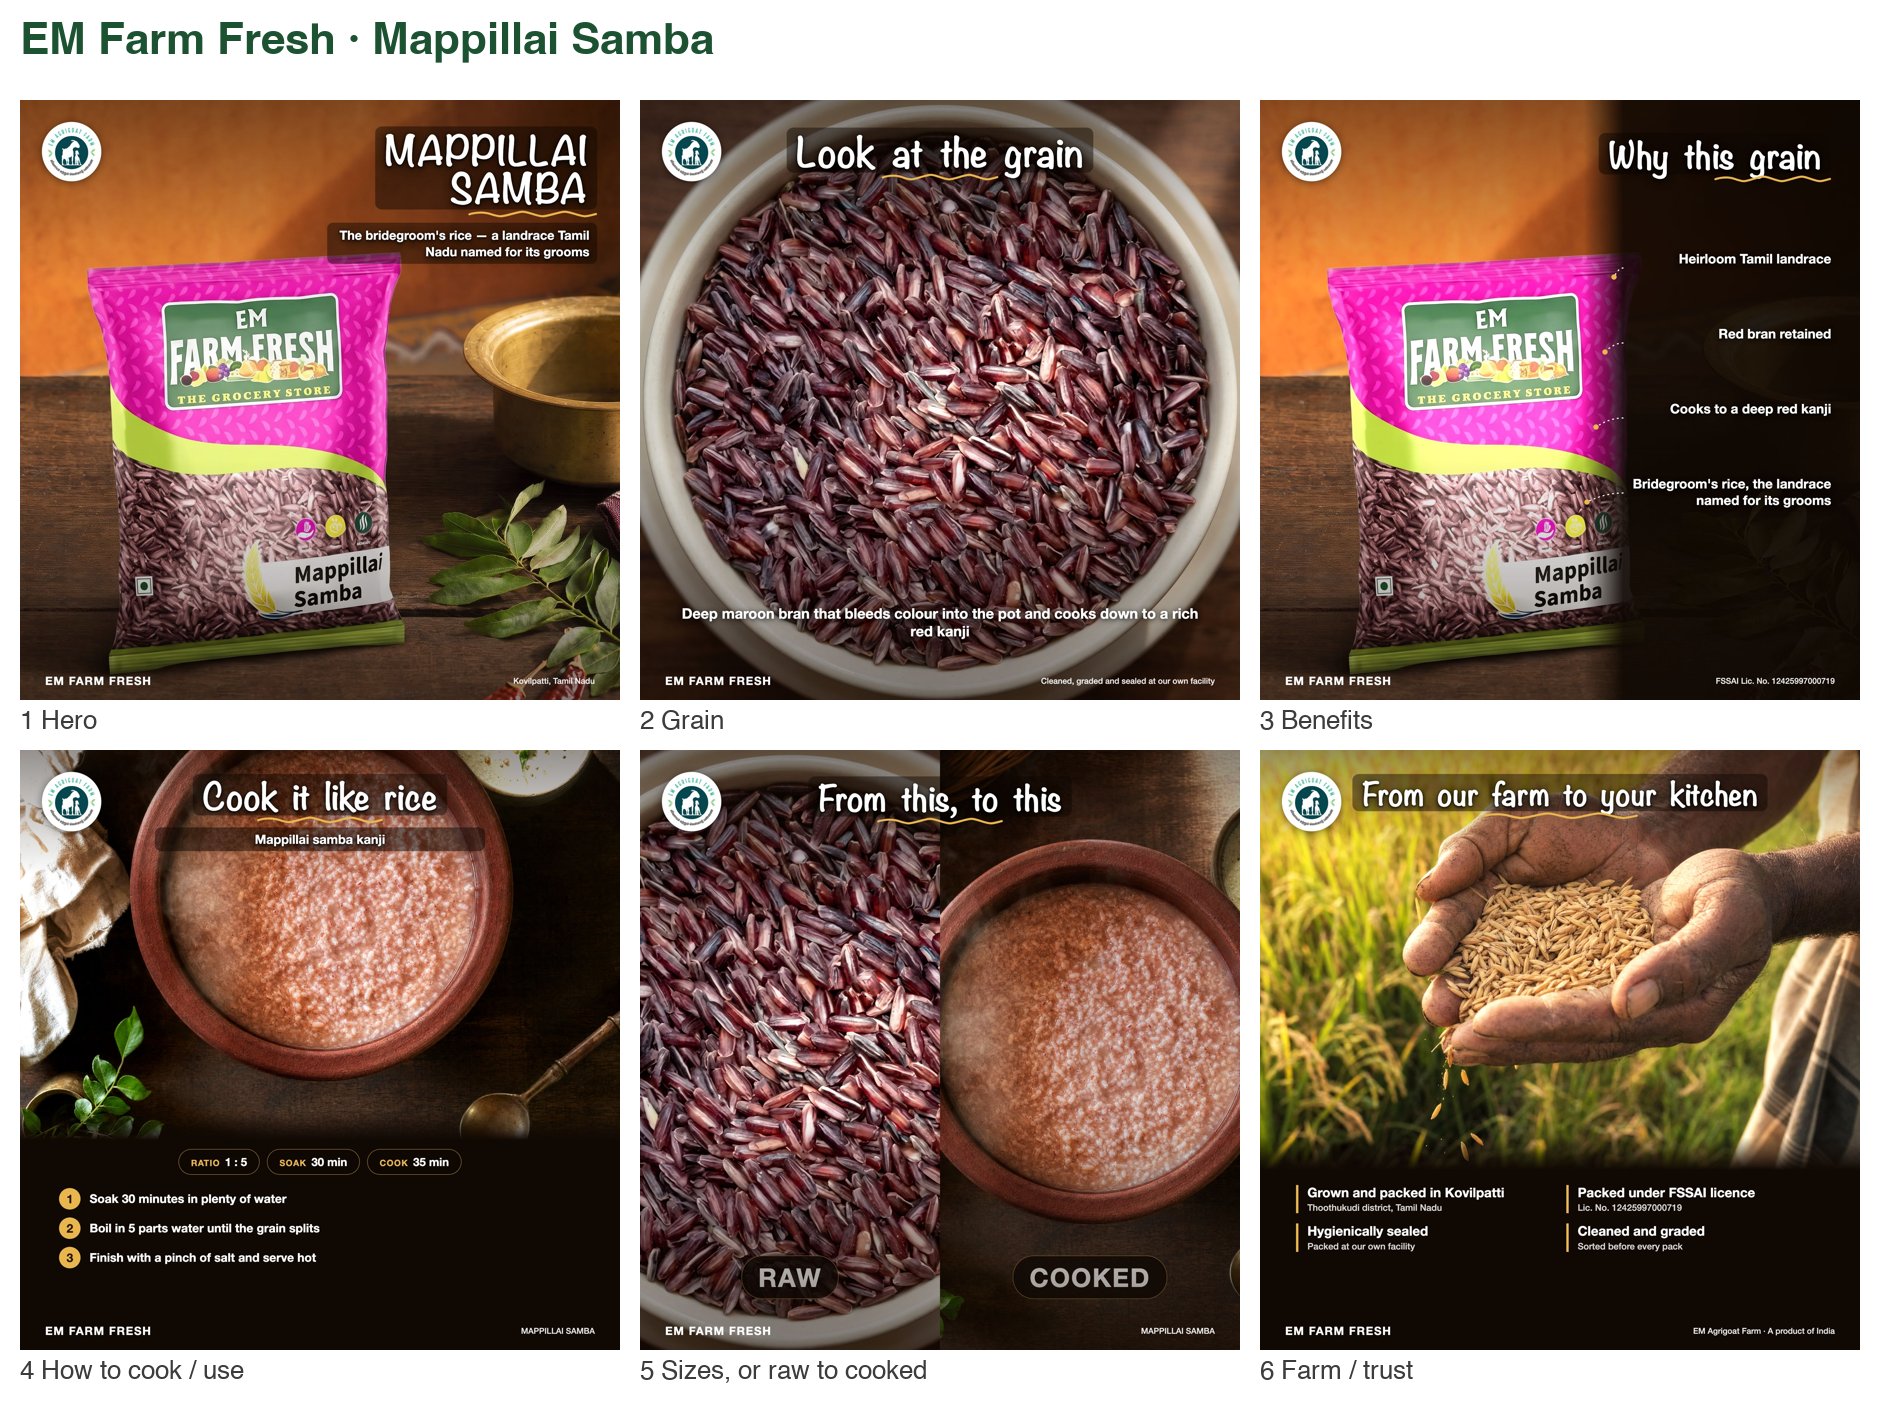 EM Farm Fresh · Mappillai Samba
MAPPILLAI
SAMBA
The bridegroom's rice — a landrace Tamil
Nadu named for its grooms
EM
FARM FRESH
THE GROCERY STORE
Mappillai
Samba
EM FARM FRESH
Kovilpatti, Tamil Nadu
1 Hero
Look at the grain
Deep maroon bran that bleeds colour into the pot and cooks down to a rich
red kanji
EM FARM FRESH
Cleaned, graded and sealed at our own facility
2 Grain
Why this grain
Heirloom Tamil landrace
Red bran retained
Cooks to a deep red kanji
Bridegroom's rice, the landrace
named for its grooms
EM
FARM FRESH
THE GROCERY STORE
Mappillai
Samba
EM FARM FRESH
FSSAI Lic. No. 12425997000719
3 Benefits
Cook it like rice
Mappillai samba kanji
RATIO 1 : 5
SOAK 30 min
COOK 35 min
1 Soak 30 minutes in plenty of water
2 Boil in 5 parts water until the grain splits
3 Finish with a pinch of salt and serve hot
EM FARM FRESH
MAPPILLAI SAMBA
4 How to cook / use
From this, to this
RAW
COOKED
EM FARM FRESH
MAPPILLAI SAMBA
5 Sizes, or raw to cooked
From our farm to your kitchen
Grown and packed in Kovilpatti
Thoothukudi district, Tamil Nadu
Packed under FSSAI licence
Lic. No. 12425997000719
Hygienically sealed
Packed at our own facility
Cleaned and graded
Sorted before every pack
EM FARM FRESH
EM Agrigoat Farm · A product of India
6 Farm / trust